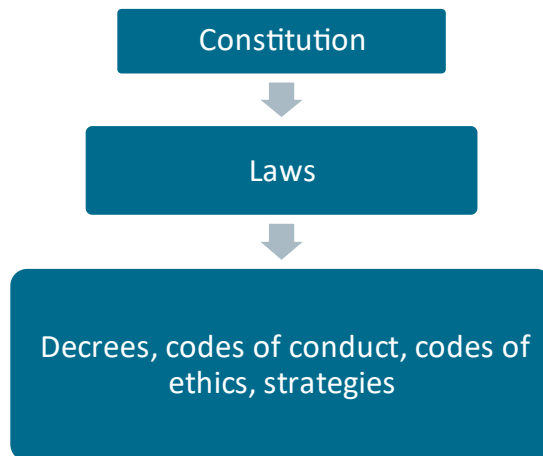 Constitution
Laws
Decrees, codes of conduct, codes of
ethics, strategies